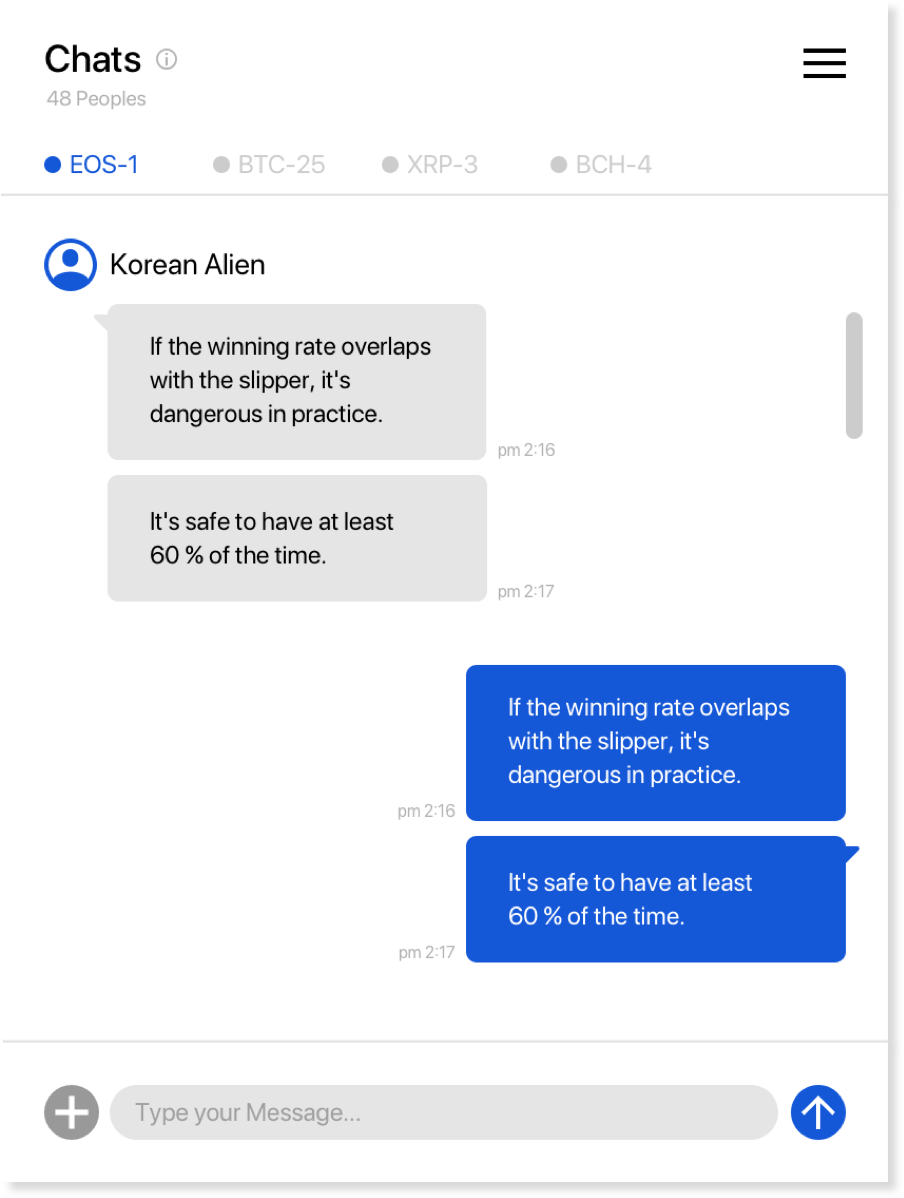 Chats
48 Peoples
EOS-1 BTC-25 XRP-3 BCH-4
Korean Alien
If the winning rate overlaps
with the slipper, it's
dangerous in practice.
pm 2:16
It's safe to have at least
60 % of the time.
pm 2:17
If the winning rate overlaps
with the slipper, it's
dangerous in practice.
pm 2:16
It's safe to have at least
60 % of the time.
pm 2:17
Type your Message...